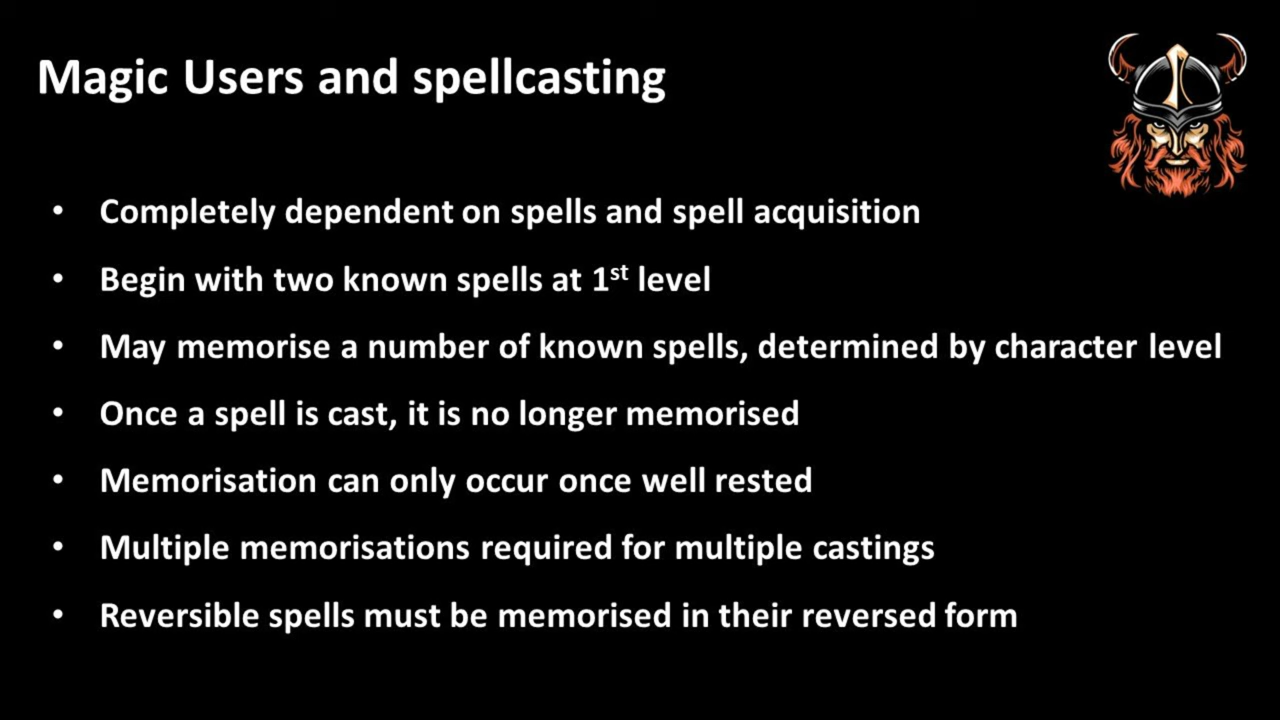 Magic Users and spellcasting
• Completely dependent on spells and spell acquisition
• Begin with two known spells at 1st level
• May memorise a number of known spells, determined by character level
• Once a spell is cast, it is no longer memorised
• Memorisation can only occur once well rested
• Multiple memorisations required for multiple castings
• Reversible spells must be memorised in their reversed form